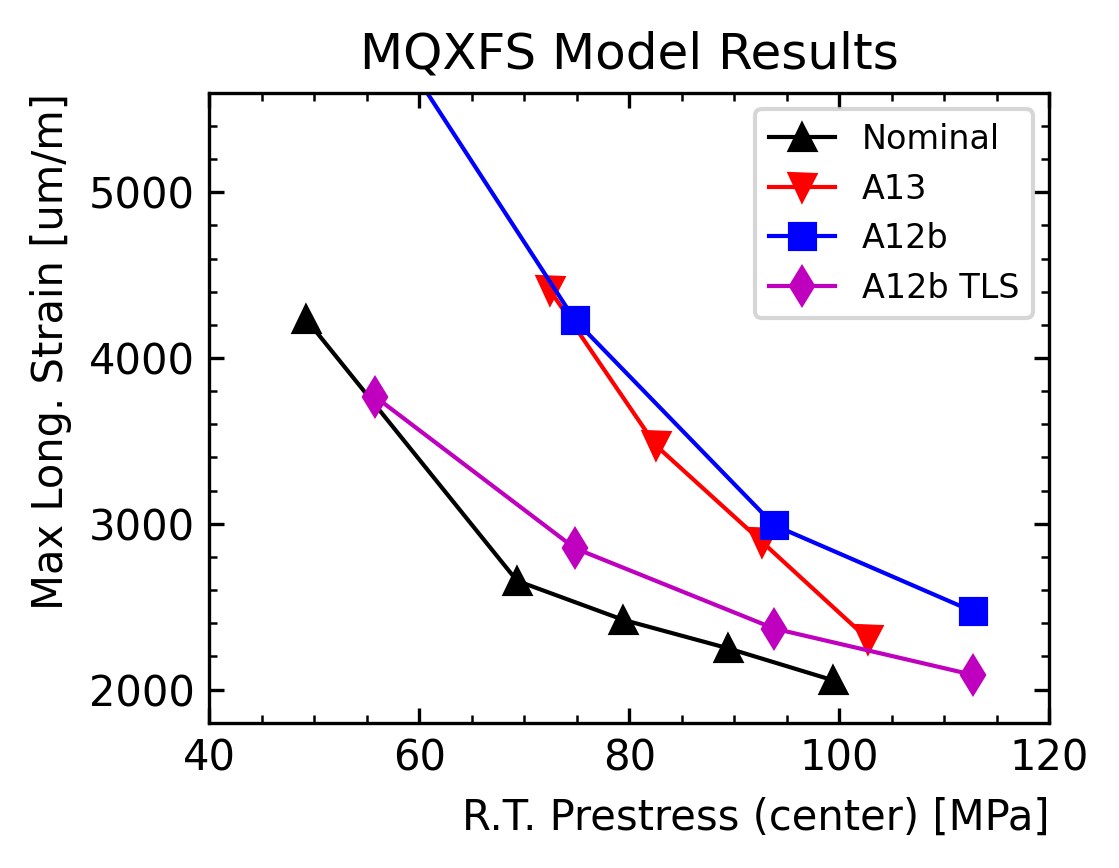 MQXFS Model Results
Max Long. Strain [um/m]
5000
4000
3000
2000
Nominal
A13
A12b
A12b TLS
40 60 80 100 120
R.T. Prestress (center) [MPa]